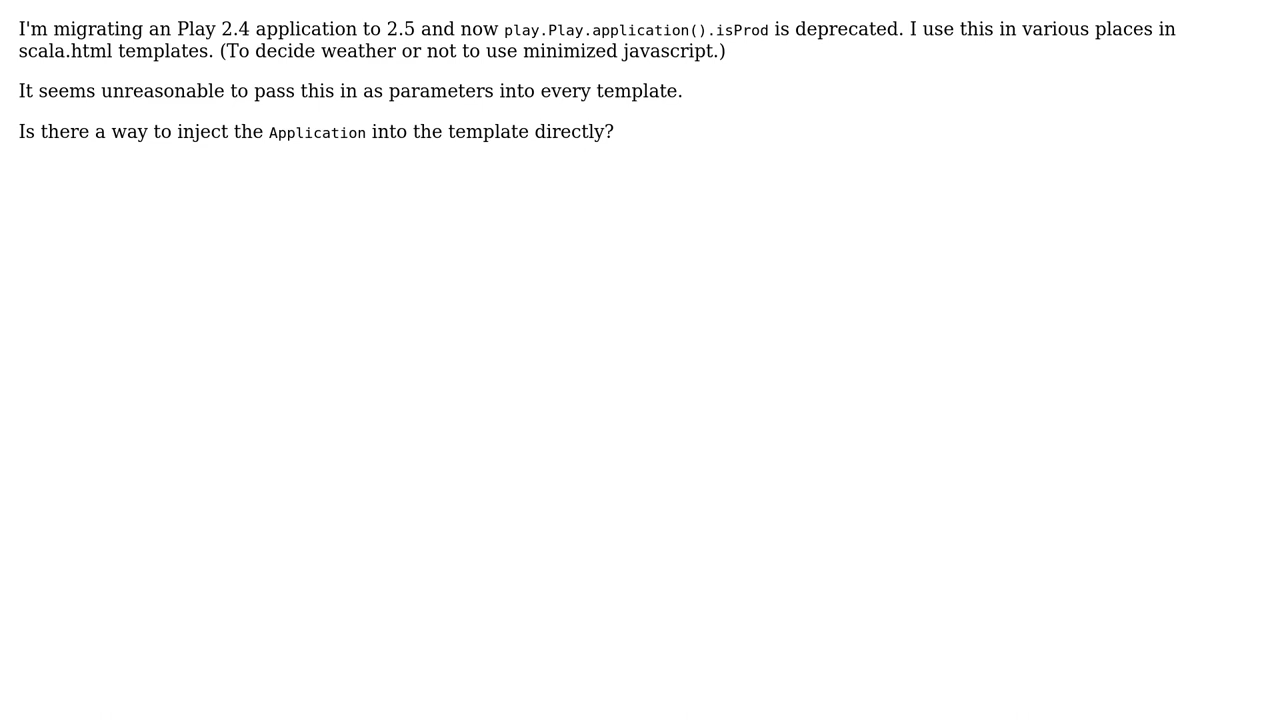 I'm migrating an Play 2.4 application to 2.5 and now play.Play.application().isProd is deprecated. I use this in various places in
scala.html templates. (To decide weather or not to use minimized javascript.)
It seems unreasonable to pass this in as parameters into every template.
Is there a way to inject the Application into the template directly?